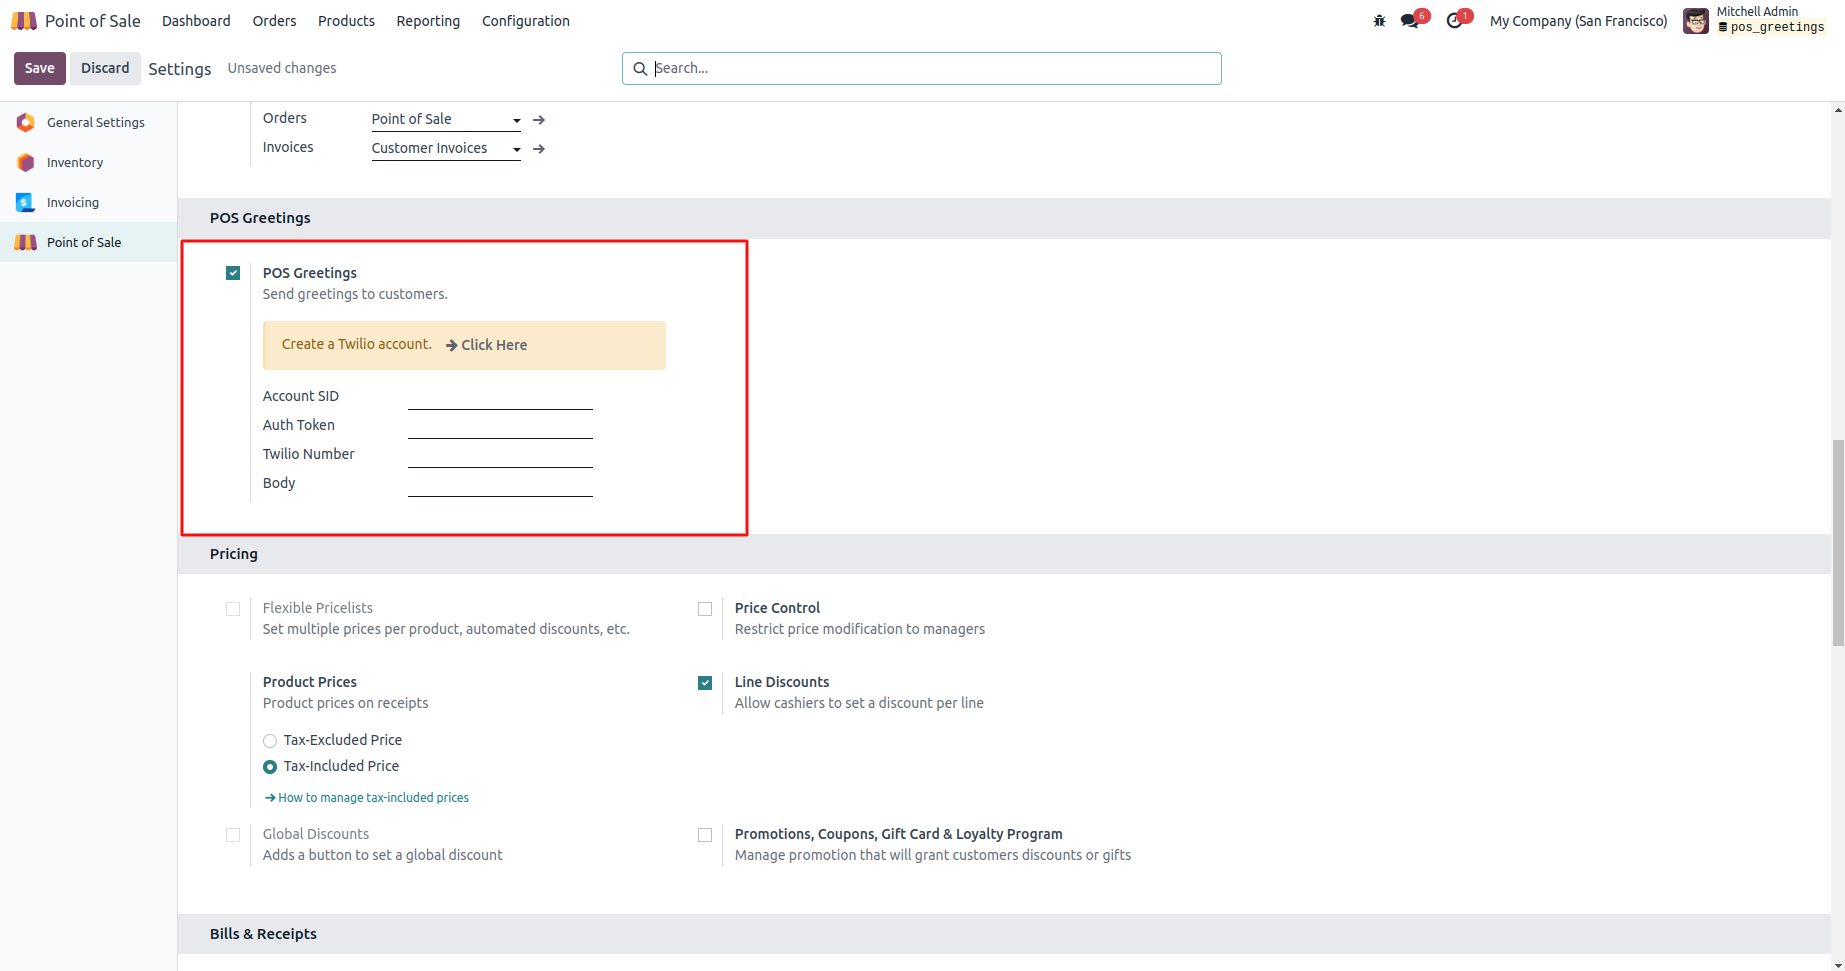 Point of Sale Dashboard Orders Products Reporting Configuration 6 1 My Company (San Francisco) Mitchell Admin
pos_greetings
Save Discard Settings Unsaved changes Search...
General Settings
Inventory
Invoicing
Point of Sale
Orders Point of Sale
Invoices Customer Invoices
POS Greetings
POS Greetings
Send greetings to customers.
Create a Twilio account. Click Here
Account SID
Auth Token
Twilio Number
Body
Pricing
Flexible Pricelists Price Control
Set multiple prices per product, automated discounts, etc. Restrict price modification to managers
Product Prices Line Discounts
Product prices on receipts Allow cashiers to set a discount per line
Tax-Excluded Price
Tax-Included Price
How to manage tax-included prices
Global Discounts Promotions, Coupons, Gift Card & Loyalty Program
Adds a button to set a global discount Manage promotion that will grant customers discounts or gifts
Bills & Receipts